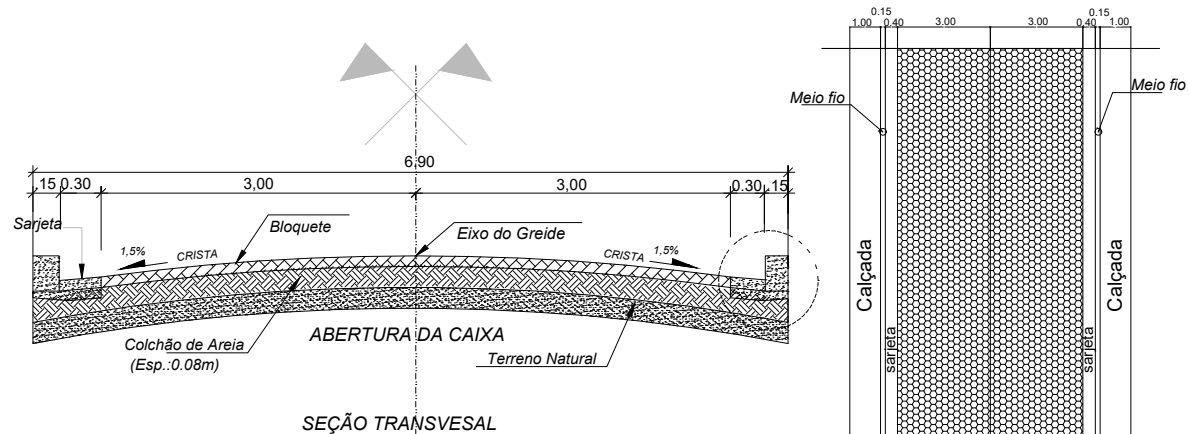 6,90
.15 0.30 3,00 3,00 0.30 .15
Sarjeta
Bloquete
Eixo do Greide
1,5% CRISTA
CRISTA 1,5%
ABERTURA DA CAIXA
Colchão de Areia
(Esp.:0.08m)
Terreno Natural
SEÇÃO TRANSVESAL
0.15 0.15
1.00 0.40 3.00 3.00 0.40 1.00
Meio fio
Meio fio
Calçada
sarjeta
sarjeta
Calçada